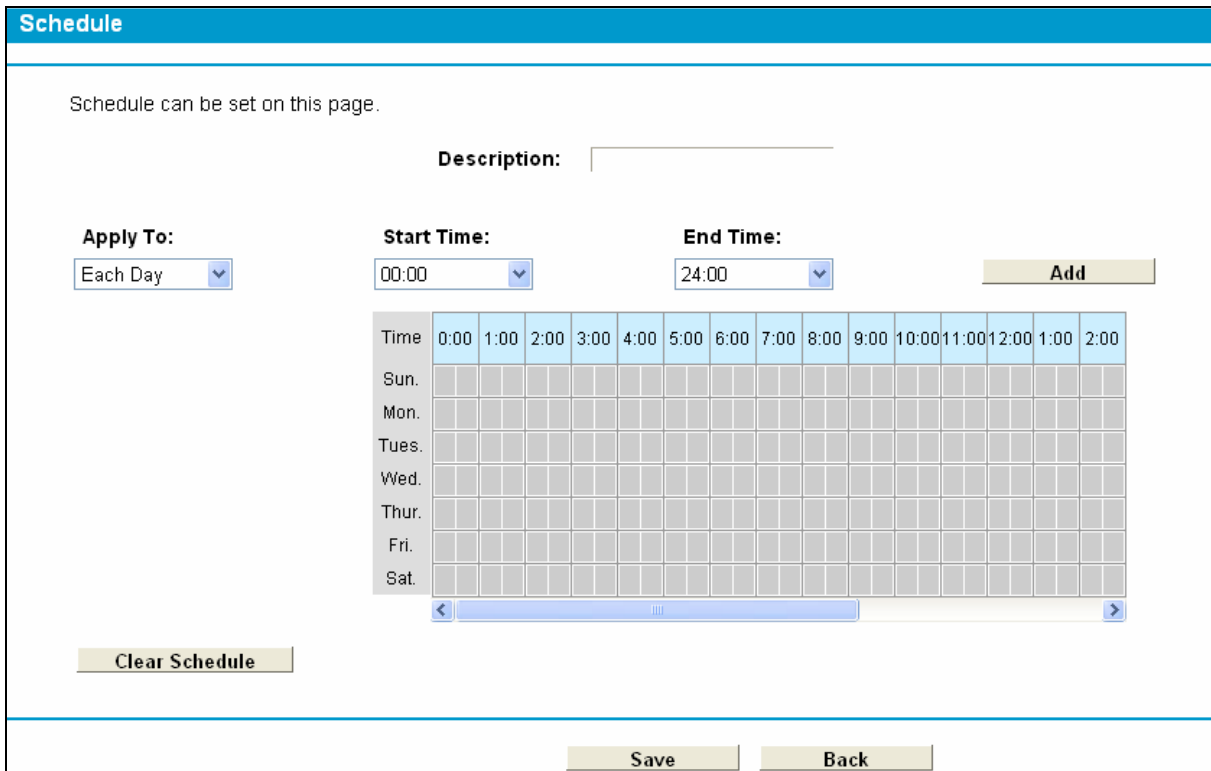 Schedule
Schedule can be set on this page.
Description:
Apply To: Start Time: End Time:
Each Day 00:00 24:00 Add
Time 0:00 1:00 2:00 3:00 4:00 5:00 6:00 7:00 8:00 9:00 10:00 11:00 12:00 1:00 2:00
Sun.
Mon.
Tues.
Wed.
Thur.
Fri.
Sat.
Clear Schedule
Save Back